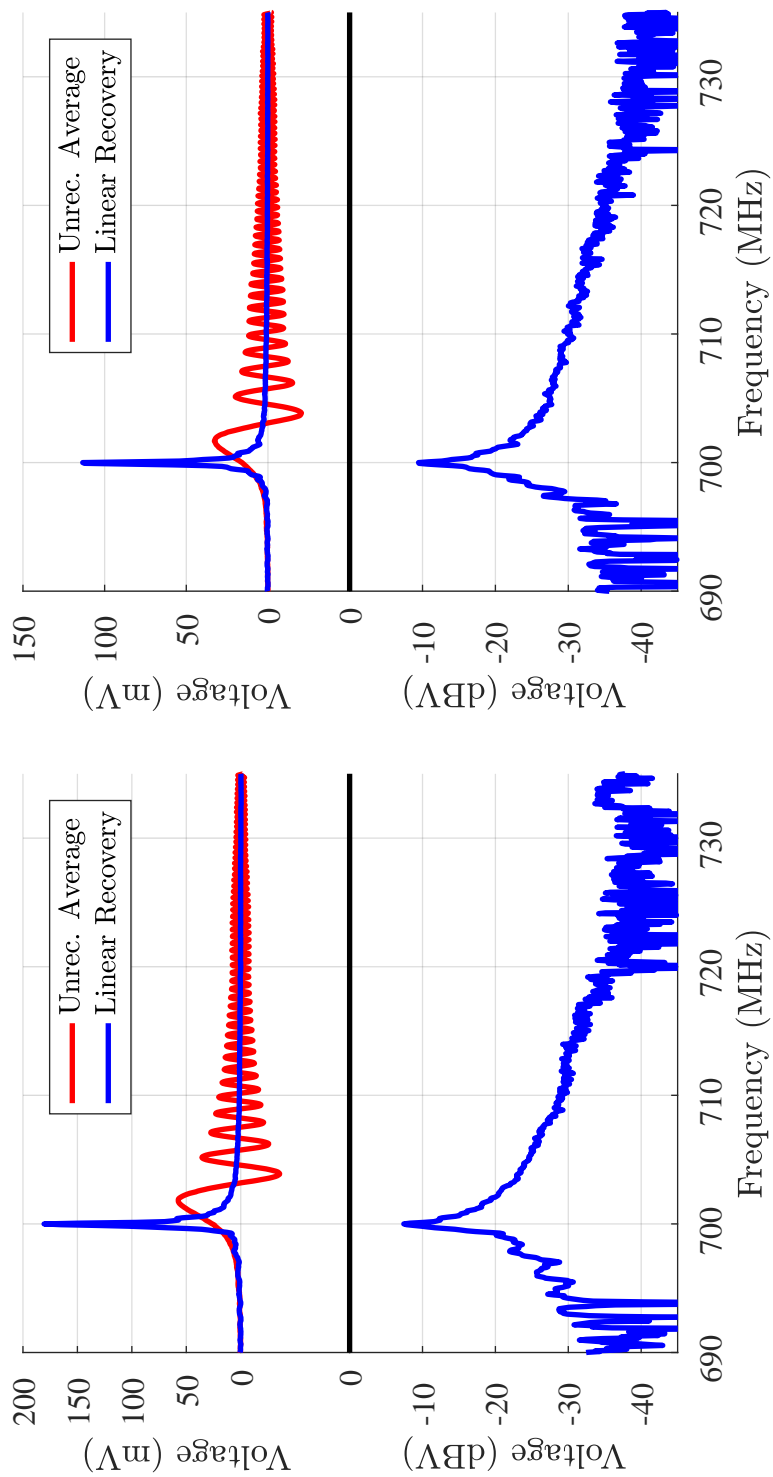 Voltage (mV)
200
150
100
50
0
Unrec. Average
Linear Recovery
Voltage (dBV)
0
-10
-20
-30
-40
690
700
710
720
730
Frequency (MHz)
Voltage (mV)
150
100
50
0
Unrec. Average
Linear Recovery
Voltage (dBV)
0
-10
-20
-30
-40
690
700
710
720
730
Frequency (MHz)